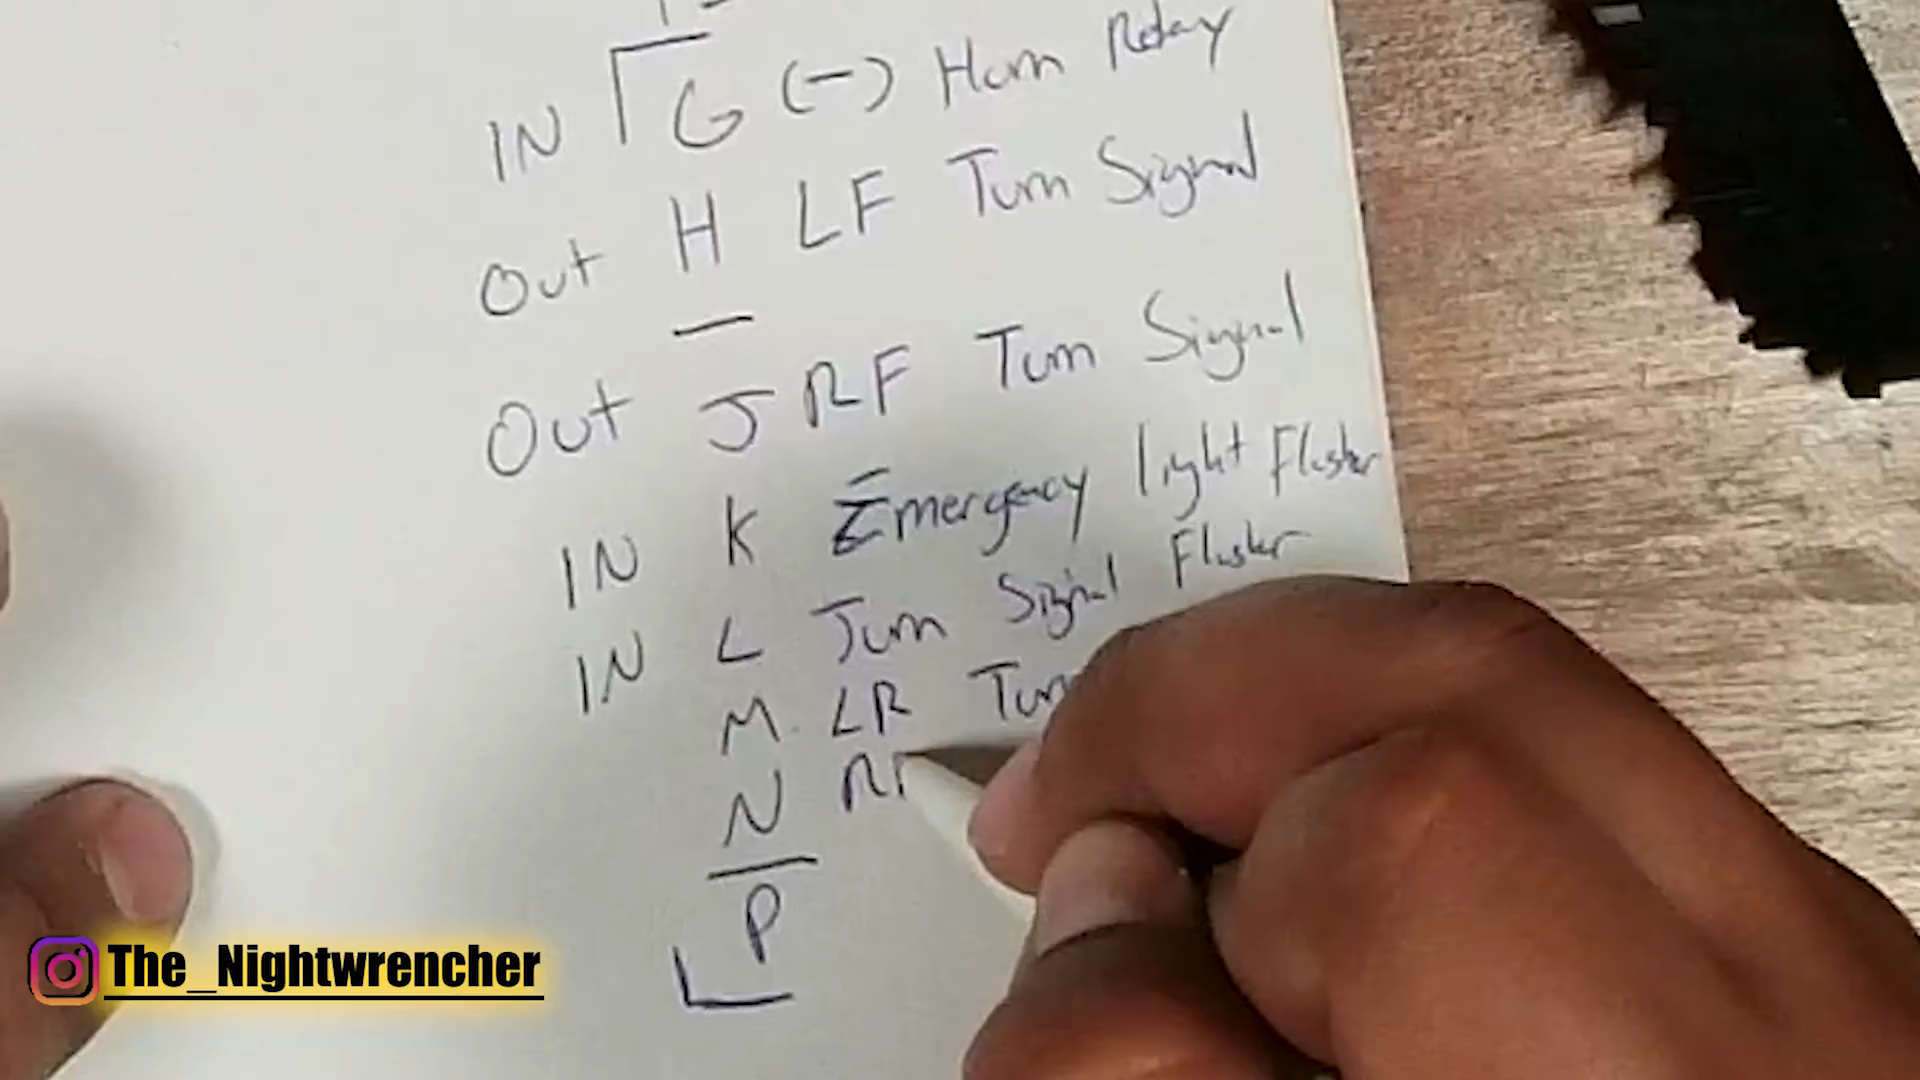 IN G (-) Horn Relay
Out H LF Turn Signal
Out J RF Turn Signal
IN K Emergency light Flasher
IN L Turn Signal Flasher
M LR Turn
N RR
P
The_Nightwrencher